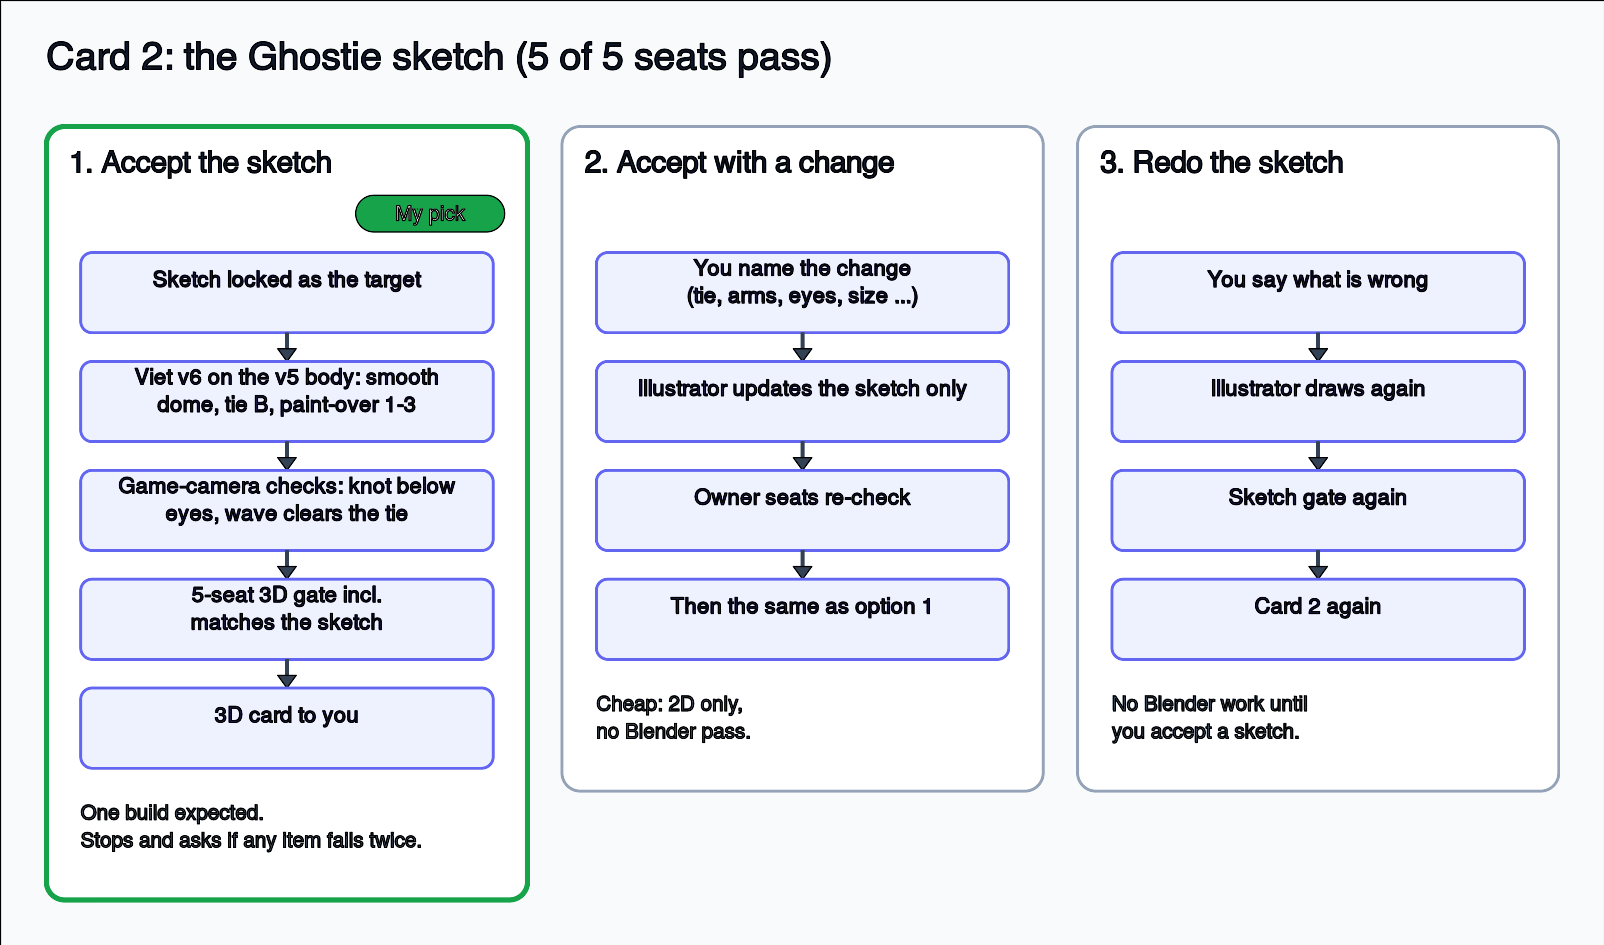 Card 2: the Ghostie sketch (5 of 5 seats pass)
1. Accept the sketch
My pick
Sketch locked as the target
Viet v6 on the v5 body: smooth
dome, tie B, paint-over 1-3
Game-camera checks: knot below
eyes, wave clears the tie
5-seat 3D gate incl.
matches the sketch
3D card to you
One build expected.
Stops and asks if any item fails twice.
2. Accept with a change
You name the change
(tie, arms, eyes, size ...)
Illustrator updates the sketch only
Owner seats re-check
Then the same as option 1
Cheap: 2D only,
no Blender pass.
3. Redo the sketch
You say what is wrong
Illustrator draws again
Sketch gate again
Card 2 again
No Blender work until
you accept a sketch.